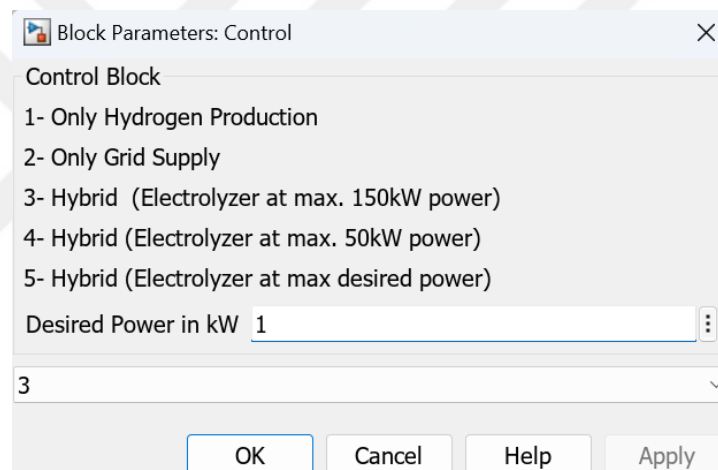 Block Parameters: Control
Control Block
1- Only Hydrogen Production
2- Only Grid Supply
3- Hybrid  (Electrolyzer at max. 150kW power)
4- Hybrid (Electrolyzer at max. 50kW power)
5- Hybrid (Electrolyzer at max desired power)
Desired Power in kW 1
3
OK Cancel Help Apply